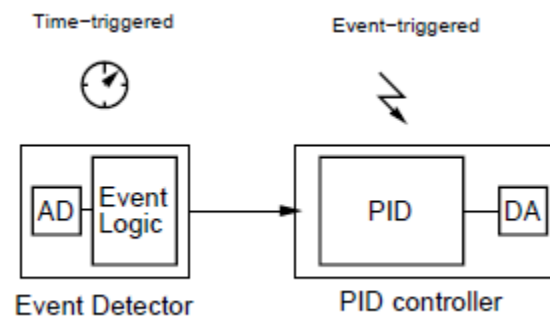 Time-triggered
Event-triggered
AD
Event
Logic
PID
DA
Event Detector
PID controller